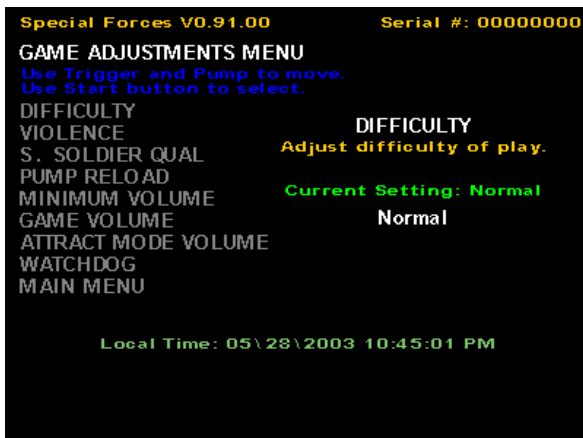 Special Forces V0.91.00 Serial #: 00000000
GAME ADJUSTMENTS MENU
Use Trigger and Pump to move.
Use Start button to select.
DIFFICULTY
VIOLENCE
S. SOLDIER QUAL
PUMP RELOAD
MINIMUM VOLUME
GAME VOLUME
ATTRACT MODE VOLUME
WATCHDOG
MAIN MENU
DIFFICULTY
Adjust difficulty of play.
Current Setting: Normal
Normal
Local Time: 05\28\2003 10:45:01 PM